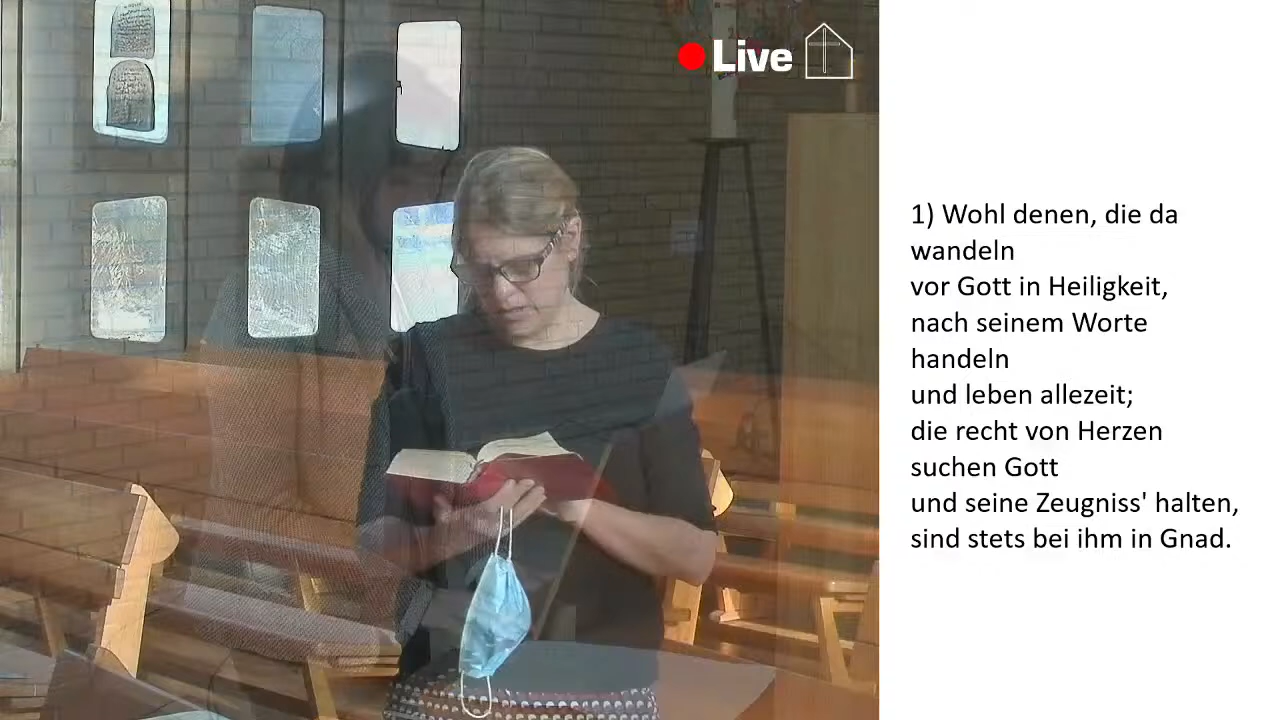 Live
1) Wohl denen, die da
wandeln
vor Gott in Heiligkeit,
nach seinem Worte
handeln
und leben allezeit;
die recht von Herzen
suchen Gott
und seine Zeugniss' halten,
sind stets bei ihm in Gnad.